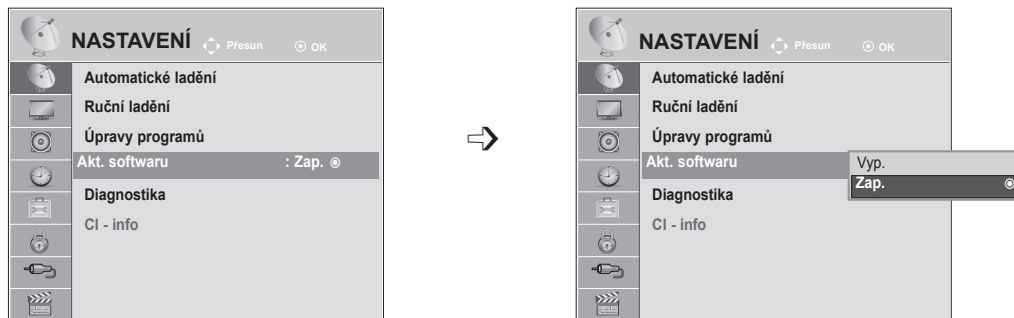 NASTAVENÍ Přesun OK
Automatické ladění
Ruční ladění
Úpravy programů
Akt. softwaru : Zap.
Diagnostika
CI - info
NASTAVENÍ Přesun OK
Automatické ladění
Ruční ladění
Úpravy programů
Akt. softwaru
Vyp.
Zap.
Diagnostika
CI - info